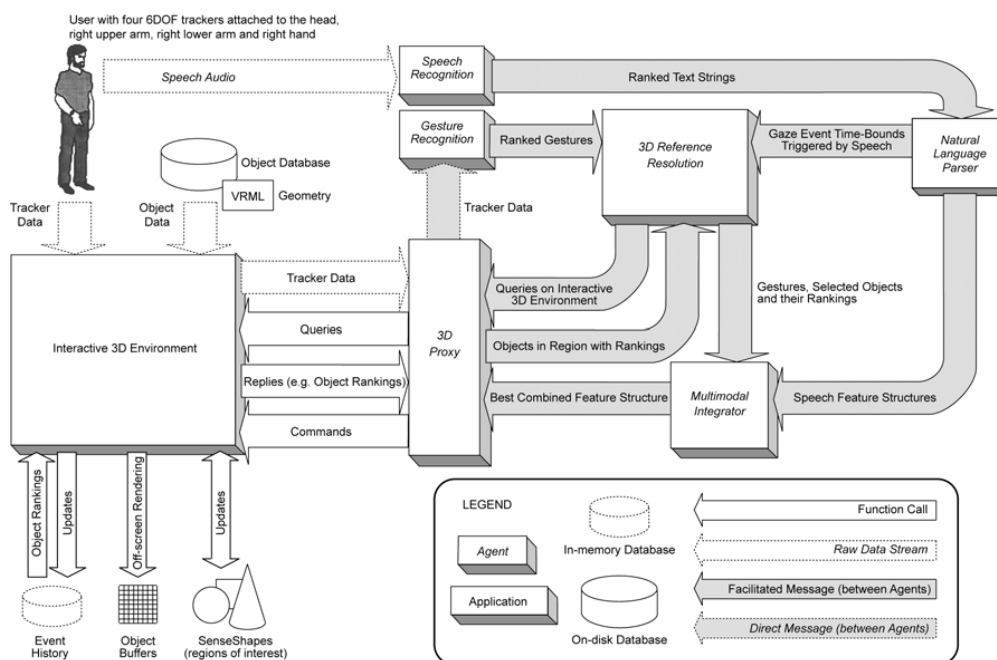 User with four 6DOF trackers attached to the head,
right upper arm, right lower arm and right hand
Speech Audio
Speech
Recognition
Ranked Text Strings
Gesture
Recognition
Ranked Gestures
3D Reference
Resolution
Gaze Event Time-Bounds
Triggered by Speech
Natural
Language
Parser
Object Database
VRML
Geometry
Tracker
Data
Object
Data
Tracker Data
Tracker Data
Queries on Interactive
3D Environment
Gestures, Selected Objects
and their Rankings
Interactive 3D Environment
Queries
3D
Proxy
Objects in Region with Rankings
Replies (e.g. Object Rankings)
Best Combined Feature Structure
Multimodal
Integrator
Speech Feature Structures
Commands
Object Rankings
Updates
Off-screen Rendering
Updates
Event
History
Object
Buffers
SenseShapes
(regions of interest)
LEGEND
Agent
Application
In-memory Database
On-disk Database
Function Call
Raw Data Stream
Facilitated Message (between Agents)
Direct Message (between Agents)